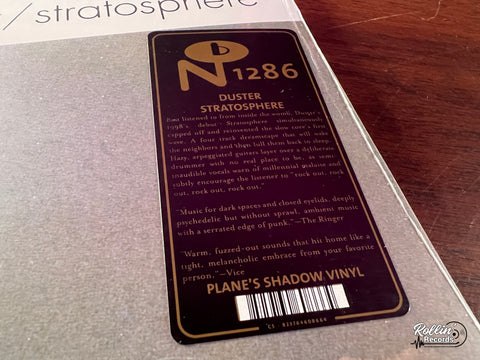 /stratosphere
N 1286
DUSTER
STRATOSPHERE
listened to from inside the womb, Duster's
1998's, debut Stratosphere simultaneously
capped off and reinvented the slow core's first
wave. A four track dreamscape that will wake
the neighbors and then lull them back to sleep.
Hazy, arpeggiated guitars layer over a deliberate
drummer with no real place to be, as semi
inaudible vocals warn of millennial malaise and
subtly encourage the listener to "rock out, rock
out, rock out, rock out."
"Music for dark spaces and closed eyelids, deeply
psychedelic but without sprawl, ambient music
with a serrated edge of punk." —The Ringer
"Warm, fuzzed-out sounds that hit home like a
tight, melancholic embrace from your favorite
person." —Vice
PLANE'S SHADOW VINYL
Rollin'
Records